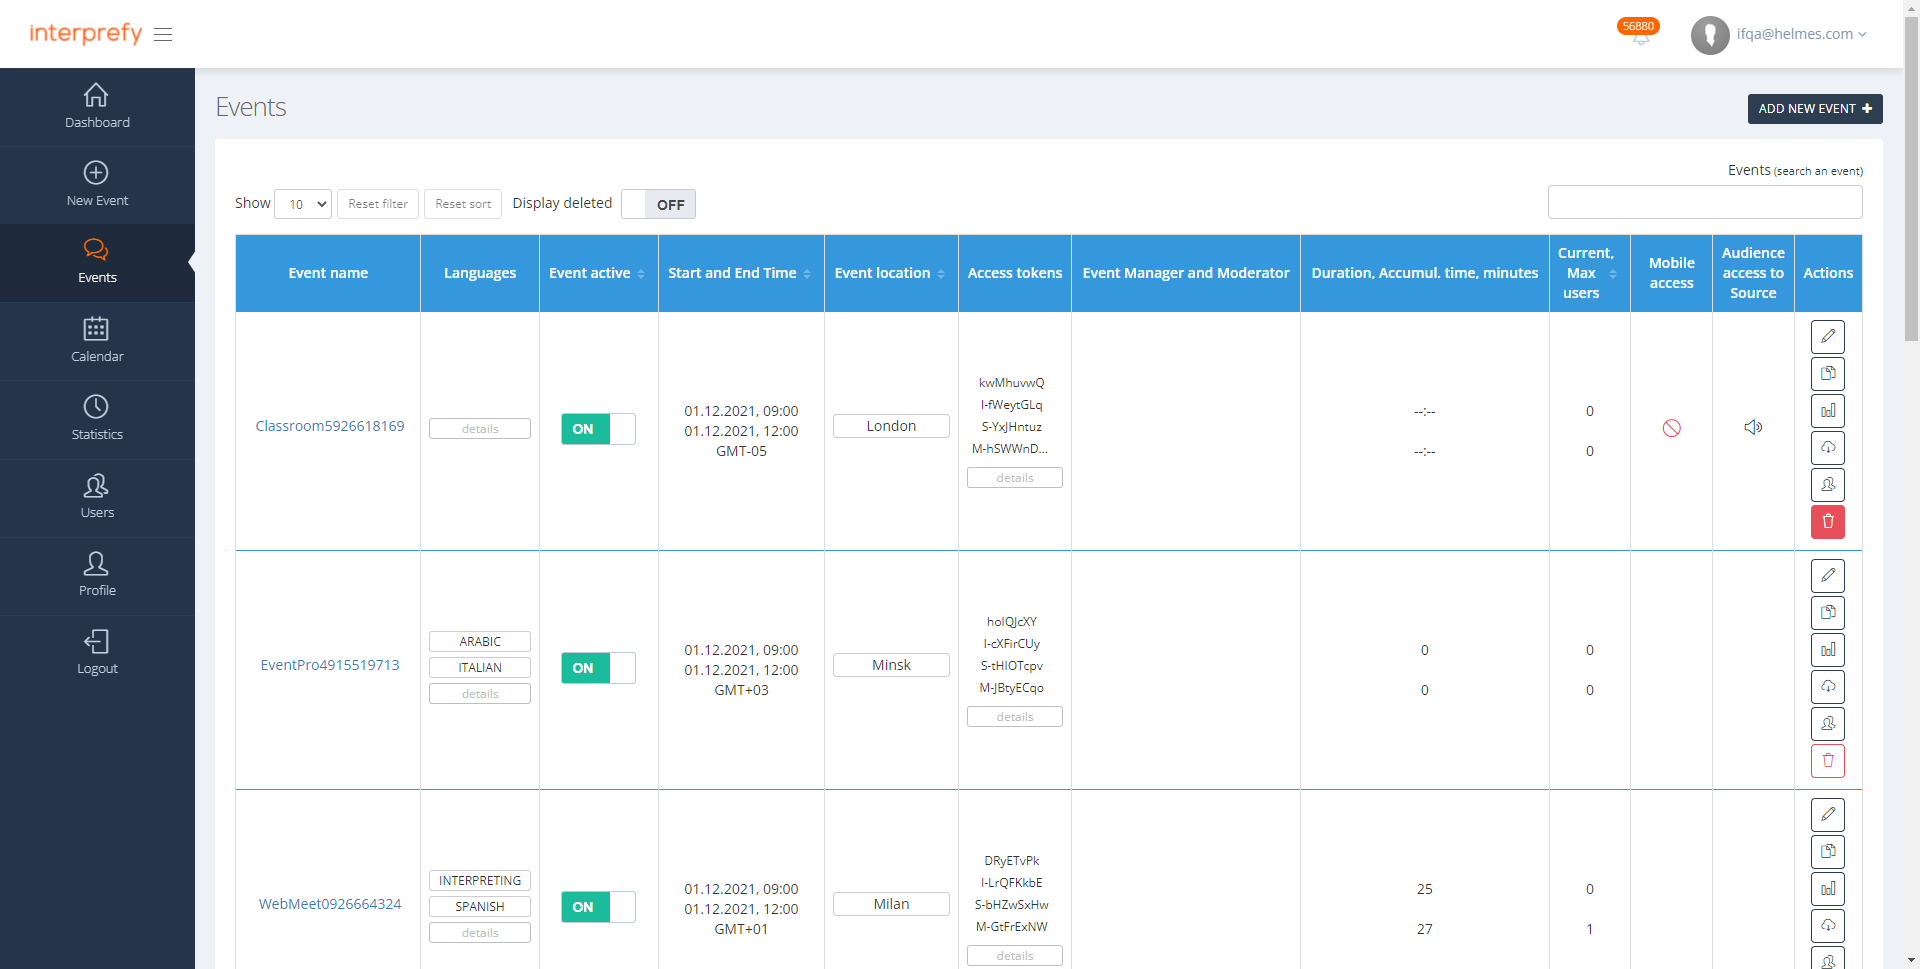 interprefy
56880
ifqa@helmes.com
Dashboard
New Event
Events
Calendar
Statistics
Users
Profile
Logout
Events
ADD NEW EVENT
Events (search an event)
Show 10 Reset filter Reset sort Display deleted OFF
Event name Languages Event active Start and End Time Event location Access tokens Event Manager and Moderator Duration, Accumul. time, minutes Current, Max users Mobile access Audience access to Source Actions
Classroom5926618169
details
ON
01.12.2021, 09:00
01.12.2021, 12:00
GMT-05
London
kwMhuvwQ
I-fWeytGLq
S-YxJHntuz
M-hSWWnD...
details
--:--
--:--
0
0
EventPro4915519713
ARABIC
ITALIAN
details
ON
01.12.2021, 09:00
01.12.2021, 12:00
GMT+03
Minsk
hoIQJcXY
I-cXFirCUy
S-tHIOTcpv
M-JBtyECqo
details
0
0
0
0
WebMeet0926664324
INTERPRETING
SPANISH
details
ON
01.12.2021, 09:00
01.12.2021, 12:00
GMT+01
Milan
DRyETvPk
I-LrQFKkbE
S-bHZwSxHw
M-GtFrExNW
details
25
27
0
1